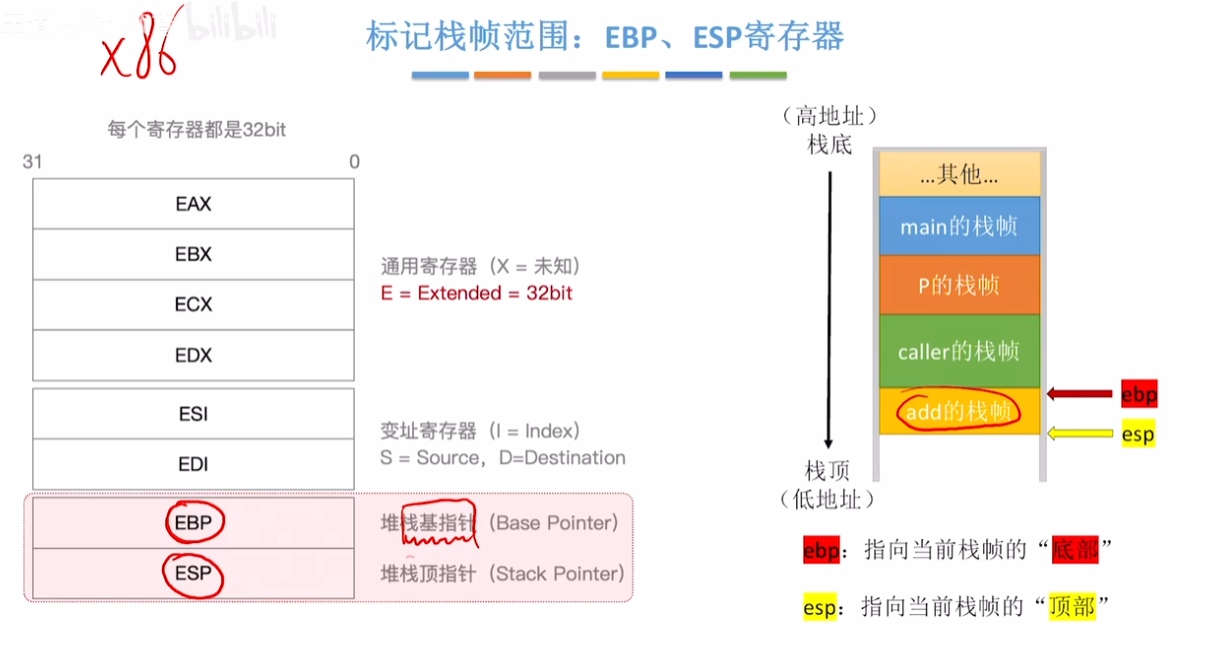 bilibili
x86
标记栈帧范围：EBP、ESP寄存器
每个寄存器都是32bit
31 0
EAX
EBX
ECX
EDX
通用寄存器（X = 未知）
E = Extended = 32bit
ESI
EDI
变址寄存器（I = Index）
S = Source，D=Destination
EBP
堆栈基指针（Base Pointer）
ESP
堆栈顶指针（Stack Pointer）
（高地址）
栈底
...其他...
main的栈帧
P的栈帧
caller的栈帧
add的栈帧
ebp
esp
栈顶
（低地址）
ebp：指向当前栈帧的“底部”
esp：指向当前栈帧的“顶部”